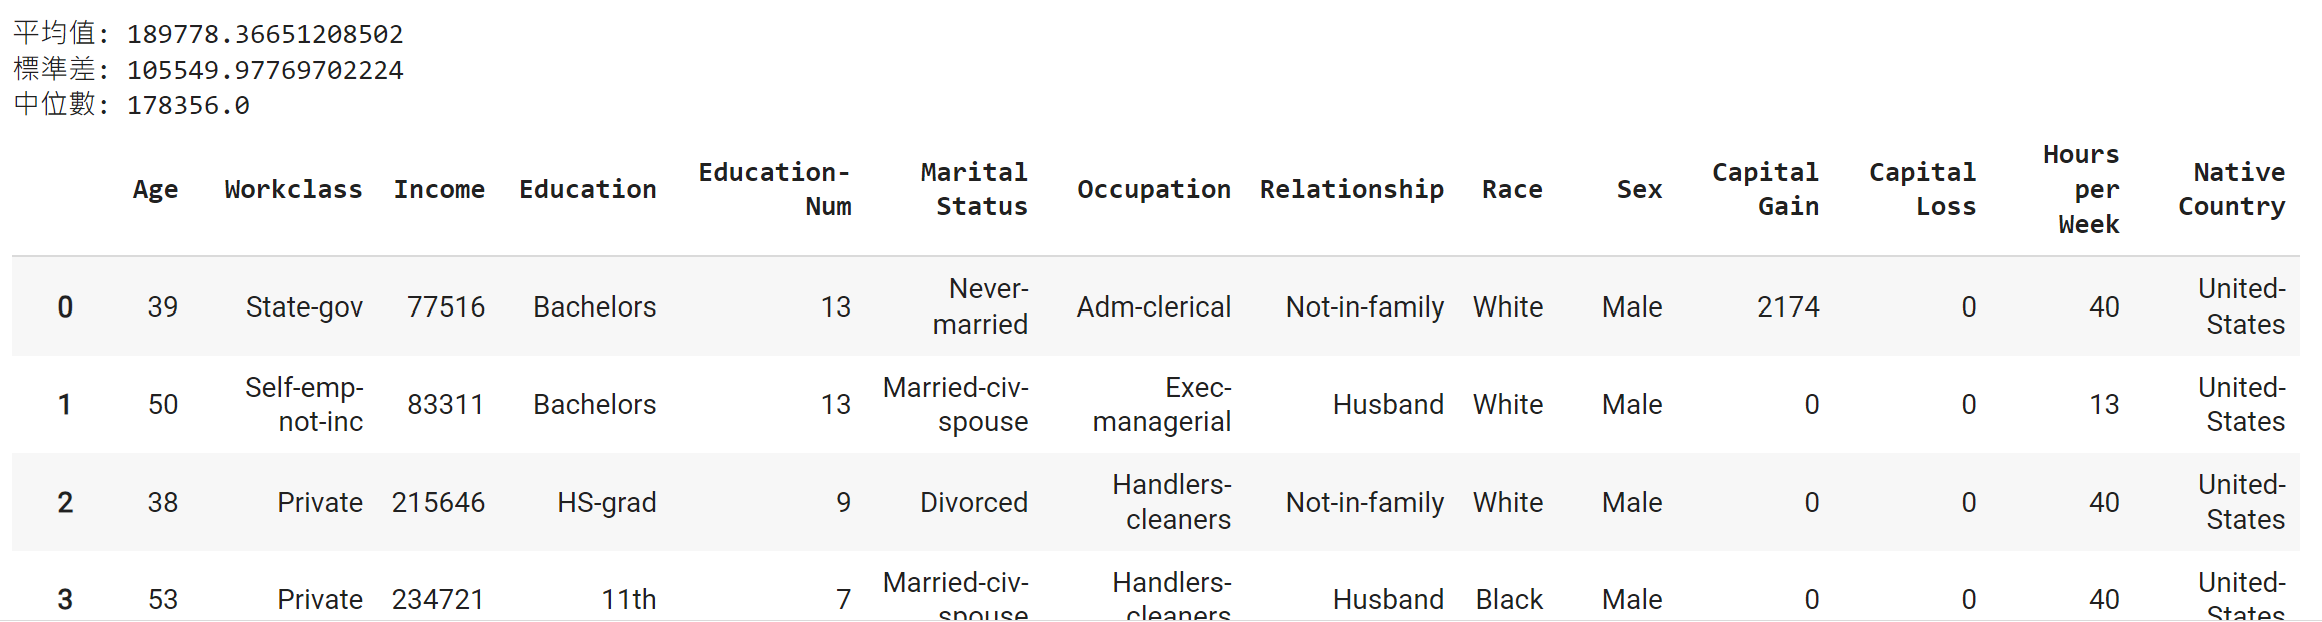 平均值: 189778.36651208502
標準差: 105549.97769702224
中位數: 178356.0
Age Workclass Income Education Education-Num Marital Status Occupation Relationship Race Sex Capital Gain Capital Loss Hours per Week Native Country
0 39 State-gov 77516 Bachelors 13 Never-married Adm-clerical Not-in-family White Male 2174 0 40 United-States
1 50 Self-emp-not-inc 83311 Bachelors 13 Married-civ-spouse Exec-managerial Husband White Male 0 0 13 United-States
2 38 Private 215646 HS-grad 9 Divorced Handlers-cleaners Not-in-family White Male 0 0 40 United-States
3 53 Private 234721 11th 7 Married-civ-spouse Handlers-cleaners Husband Black Male 0 0 40 United-States